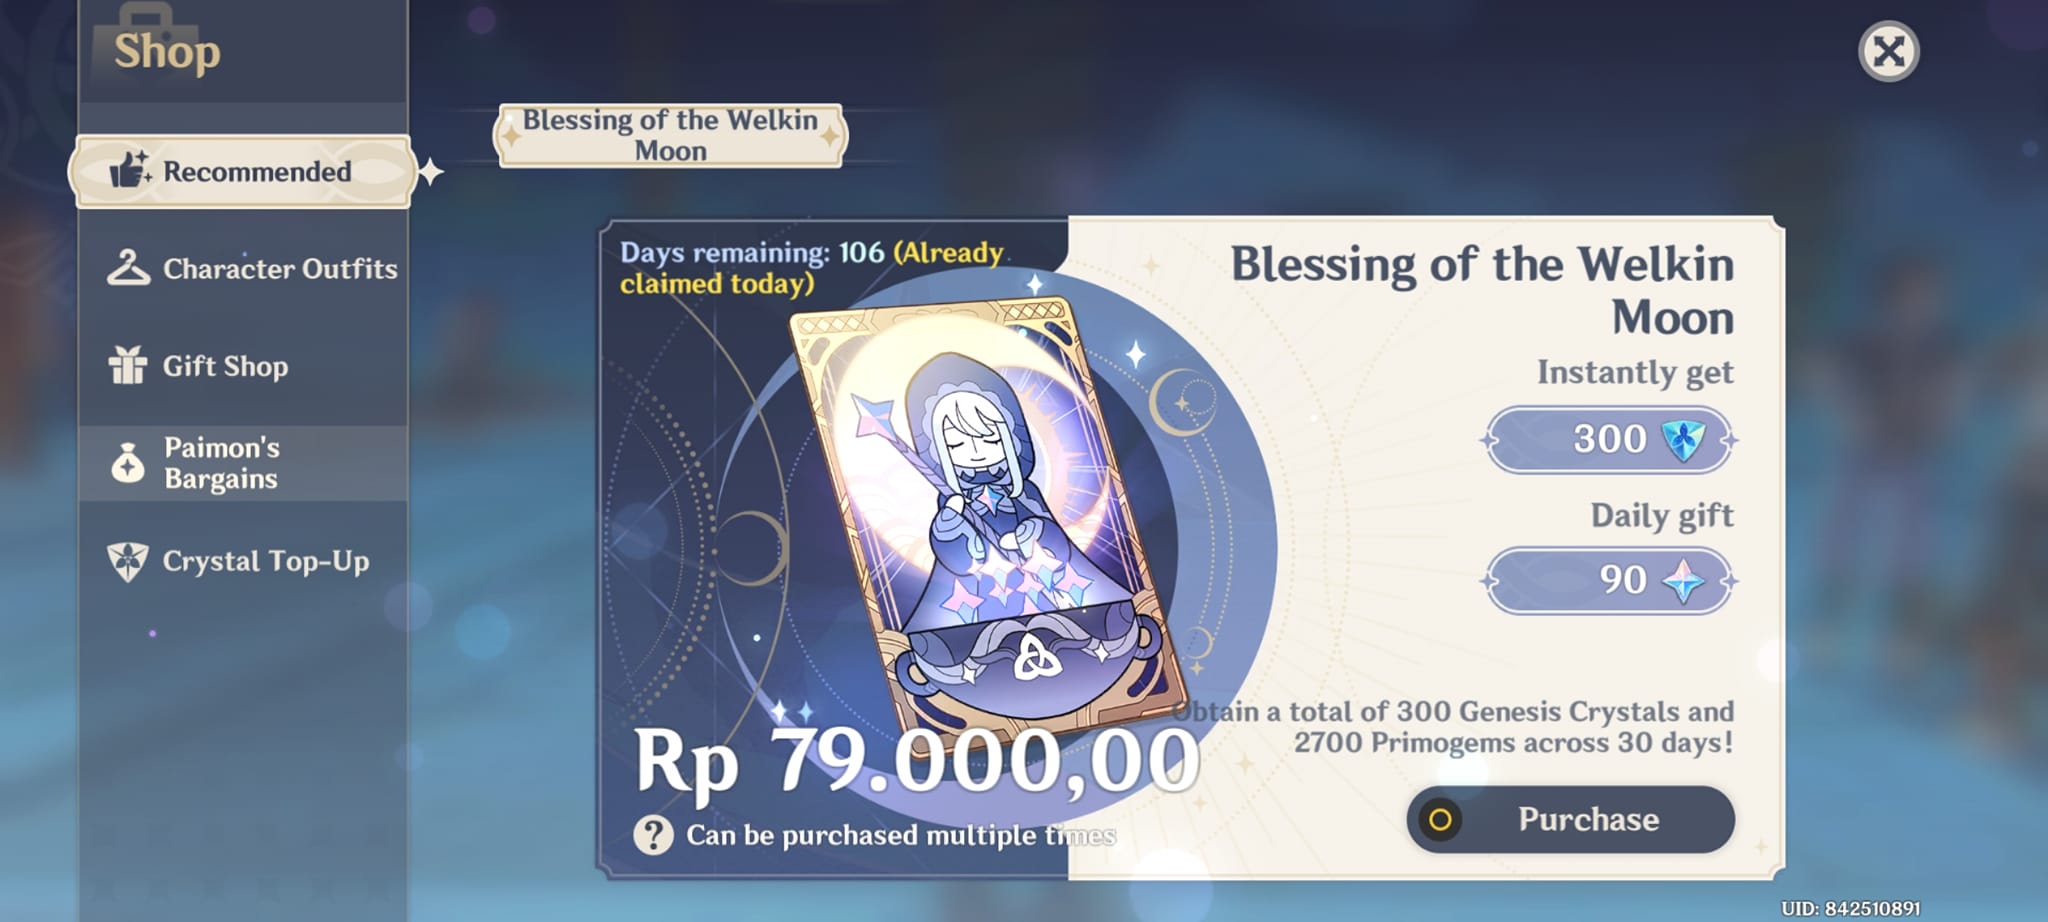 Shop
Recommended
Character Outfits
Gift Shop
Paimon's
Bargains
Crystal Top-Up
Blessing of the Welkin
Moon
Days remaining: 106 (Already
claimed today)
Rp 79.000,00
Can be purchased multiple times
Blessing of the Welkin
Moon
Instantly get
300
Daily gift
90
Obtain a total of 300 Genesis Crystals and
2700 Primogems across 30 days!
Purchase
UID: 842510891